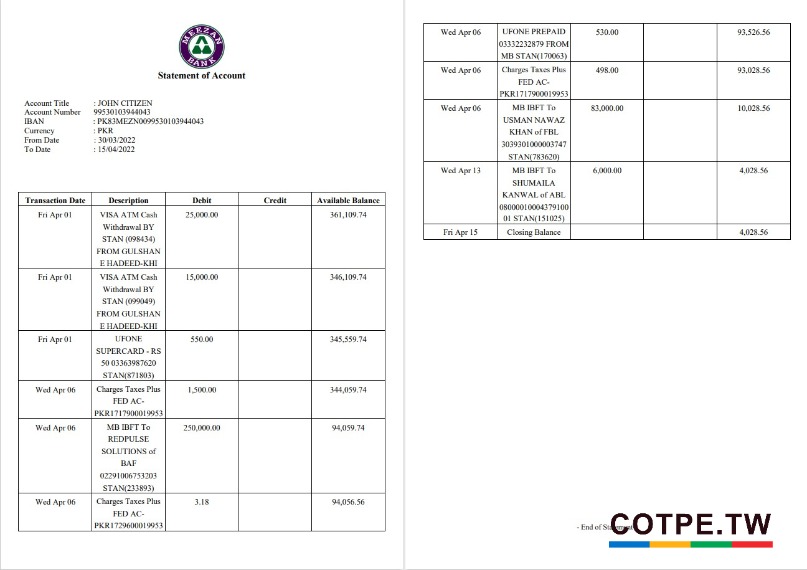 MEEZAN
BANK
Statement of Account
Account Title : JOHN CITIZEN
Account Number 99530103944043
IBAN : PK83MEZN0099530103944043
Currency : PKR
From Date : 30/03/2022
To Date : 15/04/2022
Transaction Date Description Debit Credit Available Balance
Fri Apr 01 VISA ATM Cash 25,000.00 361,109.74
Withdrawal BY
STAN (098434)
FROM GULSHAN
E HADEED-KHI
Fri Apr 01 VISA ATM Cash 15,000.00 346,109.74
Withdrawal BY
STAN (099049)
FROM GULSHAN
E HADEED-KHI
Fri Apr 01 UFONE 550.00 345,559.74
SUPERCARD - RS
50 03363987620
STAN(871803)
Wed Apr 06 Charges Taxes Plus 1,500.00 344,059.74
FED AC-
PKR1717900019953
Wed Apr 06 MB IBFT To 250,000.00 94,059.74
REDPULSE
SOLUTIONS of
BAF
02291006753203
STAN(233893)
Wed Apr 06 Charges Taxes Plus 3.18 94,056.56
FED AC-
PKR1729600019953
Wed Apr 06 UFONE PREPAID 530.00 93,526.56
03332232879 FROM
MB STAN(170063)
Wed Apr 06 Charges Taxes Plus 498.00 93,028.56
FED AC-
PKR1717900019953
Wed Apr 06 MB IBFT To 83,000.00 10,028.56
USMAN NAWAZ
KHAN of FBL
3039301000003747
STAN(783620)
Wed Apr 13 MB IBFT To 6,000.00 4,028.56
SHUMAILA
KANWAL of ABL
08000010004379100
01 STAN(151025)
Fri Apr 15 Closing Balance 4,028.56
- End of Statement
COTPE.TW